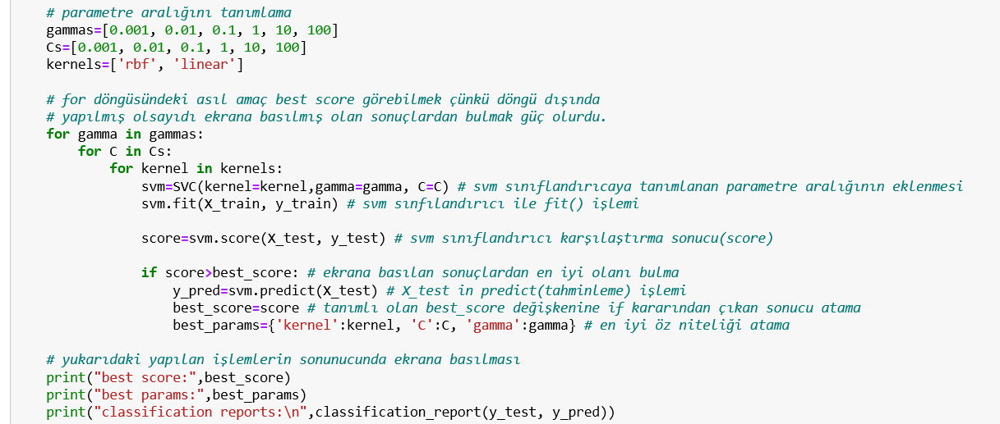 # parametre aralığını tanımlama
gammas=[0.001, 0.01, 0.1, 1, 10, 100]
Cs=[0.001, 0.01, 0.1, 1, 10, 100]
kernels=['rbf', 'linear']
# for döngüsündeki asıl amaç best score görebilmek çünkü döngü dışında
# yapılmış olsayıdı ekrana basılmış olan sonuçlardan bulmak güç olurdu.
for gamma in gammas:
for C in Cs:
for kernel in kernels:
svm=SVC(kernel=kernel,gamma=gamma, C=C) # svm sınıflandırıcaya tanımlanan parametre aralığının eklenmesi
svm.fit(X_train, y_train) # svm sınfılandırıcı ile fit() işlemi
score=svm.score(X_test, y_test) # svm sınıflandırıcı karşılaştırma sonucu(score)
if score>best_score: # ekrana basılan sonuçlardan en iyi olanı bulma
y_pred=svm.predict(X_test) # X_test in predict(tahminleme) işlemi
best_score=score # tanımlı olan best_score değişkenine if kararından çıkan sonucu atama
best_params={'kernel':kernel, 'C':C, 'gamma':gamma} # en iyi öz niteliği atama
# yukarıdaki yapılan işlemlerin sonunucunda ekrana basılması
print("best score:",best_score)
print("best params:",best_params)
print("classification reports:\n",classification_report(y_test, y_pred))